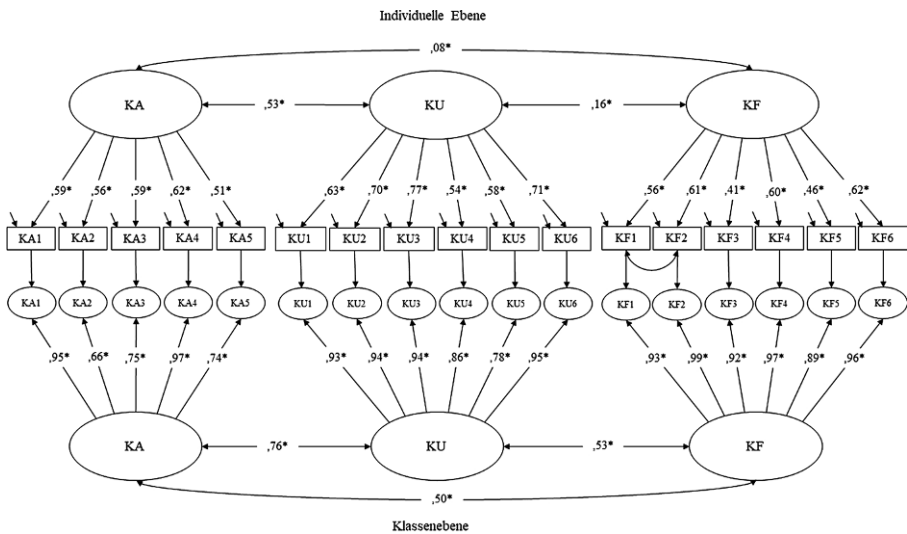 Individuelle Ebene
,08*
KA KU KF
,53* ,16*
,59* ,56* ,59* ,62* ,51* ,63* ,70* ,77* ,54* ,58* ,71* ,56* ,61* ,41* ,60* ,46* ,62*
KA1 KA2 KA3 KA4 KA5 KU1 KU2 KU3 KU4 KU5 KU6 KF1 KF2 KF3 KF4 KF5 KF6
KA1 KA2 KA3 KA4 KA5 KU1 KU2 KU3 KU4 KU5 KU6 KF1 KF2 KF3 KF4 KF5 KF6
,95* ,66* ,75* ,97* ,74* ,93* ,94* ,94* ,86* ,78* ,95* ,93* ,99* ,92* ,97* ,89* ,96*
KA KU KF
,76* ,53*
,50*
Klassenebene